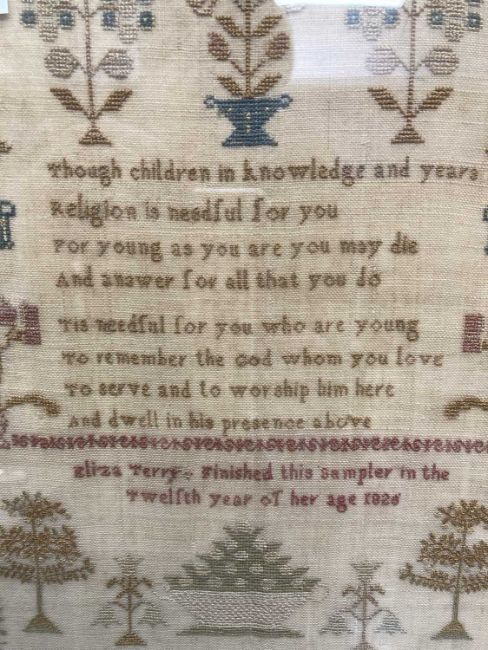 Though children in knowledge and years
Religion is needful for you
For young as you are you may die
And answer for all that you do
Tis needful for you who are young
To remember the God whom you love
To serve and to worship him here
And dwell in his presence above
Eliza Terry Finished this Sampler in the
Twelfth year of her age